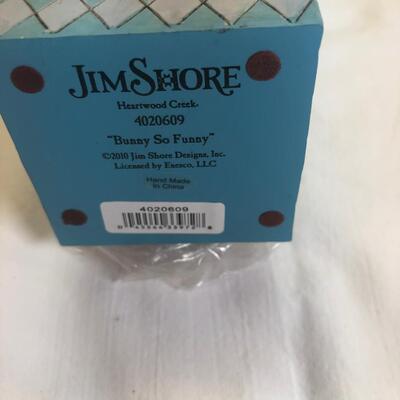 JIM SHORE
Heartwood Creek®
4020609
"Bunny So Funny"
©2010 Jim Shore Designs, Inc.
Licensed by Enesco, LLC
Hand Made
In China
4020609